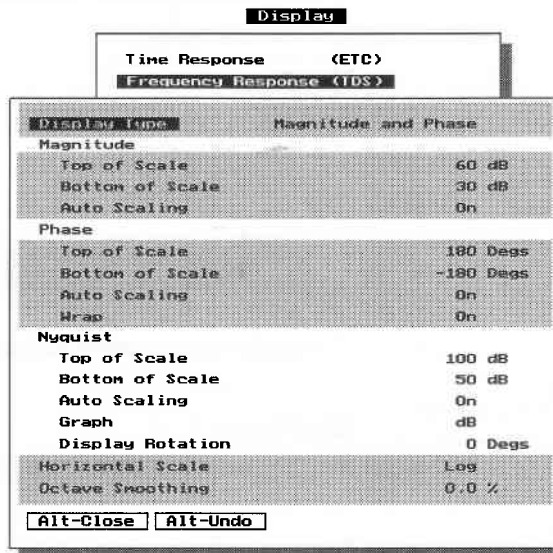 Display
Time Response (ETC)
Frequency Response (TDS)
Display Type Magnitude and Phase
Magnitude
Top of Scale 60 dB
Bottom of Scale 30 dB
Auto Scaling On
Phase
Top of Scale 180 Degs
Bottom of Scale -180 Degs
Auto Scaling On
Wrap On
Nyquist
Top of Scale 100 dB
Bottom of Scale 50 dB
Auto Scaling On
Graph dB
Display Rotation 0 Degs
Horizontal Scale Log
Octave Smoothing 0.0 %
Alt-Close Alt-Undo